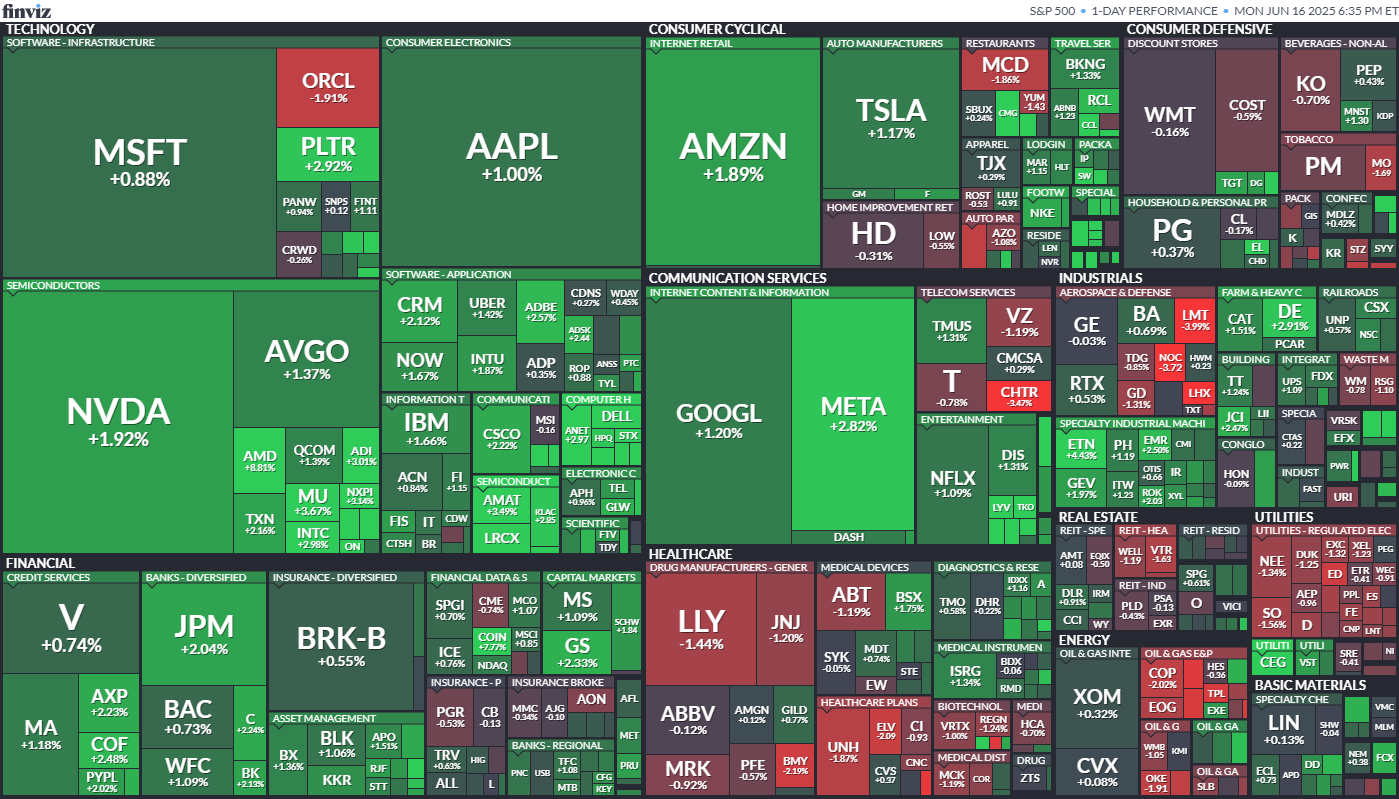 finviz
S&P 500 • 1-DAY PERFORMANCE • MON JUN 16 2025 6:35 PM ET
TECHNOLOGY
SOFTWARE - INFRASTRUCTURE
MSFT
+0.88%
ORCL
-1.91%
PLTR
+2.92%
PANW
+0.94%
SNPS
+0.12
FTNT
+1.11
CRWD
-0.26%
CONSUMER ELECTRONICS
AAPL
+1.00%
SEMICONDUCTORS
NVDA
+1.92%
AVGO
+1.37%
AMD
+8.81%
QCOM
+1.39%
ADI
+3.01%
TXN
+2.16%
MU
+3.67%
NXPI
+3.14%
INTC
+2.98%
ON
SOFTWARE - APPLICATION
CRM
+2.12%
UBER
+1.42%
ADBE
+2.57%
CDNS
+0.27%
WDAY
+0.45%
NOW
+1.67%
INTU
+1.87%
ADP
+0.35%
ADSK
+2.44
ROP
+0.88
ANSS
PTC
TYL
INFORMATION T
IBM
+1.66%
ACN
+0.84%
FI
+1.15
FIS
IT
CDW
CTSH
BR
COMMUNICATI
CSCO
+2.22%
MSI
-0.16
COMPUTER H
ANET
+2.97
DELL
HPQ
STX
SEMICONDUCT
AMAT
+3.49%
KLAC
+2.85
LRCX
ELECTRONIC C
APH
+0.96%
TEL
GLW
SCIENTIFIC
FTV
TDY
CONSUMER CYCLICAL
INTERNET RETAIL
AMZN
+1.89%
AUTO MANUFACTURERS
TSLA
+1.17%
GM
F
HOME IMPROVEMENT RET
HD
-0.31%
LOW
-0.55%
RESTAURANTS
MCD
-1.86%
SBUX
+0.24%
CMG
YUM
-1.43
TRAVEL SER
BKNG
+1.33%
ABNB
+1.23
RCL
CCL
APPAREL
TJX
+0.29%
ROST
-0.53
LULU
+0.91
LODGIN
MAR
+1.15
HLT
PACKA
IP
SW
AUTO PAR
AZO
-1.08%
FOOTW
NKE
SPECIAL
RESIDE
LEN
NVR
CONSUMER DEFENSIVE
DISCOUNT STORES
WMT
-0.16%
COST
-0.59%
TGT
DG
BEVERAGES - NON-AL
KO
-0.70%
PEP
+0.43%
MNST
+1.30
KDP
TOBACCO
PM
MO
-1.69
HOUSEHOLD & PERSONAL PR
PG
+0.37%
CL
-0.17%
EL
CHD
PACK
GIS
K
CONFEC
MDLZ
+0.42%
KR
STZ
SYY
COMMUNICATION SERVICES
INTERNET CONTENT & INFORMATION
GOOGL
+1.20%
META
+2.82%
DASH
TELECOM SERVICES
TMUS
+1.31%
VZ
-1.19%
T
-0.78%
CMCSA
+0.29%
CHTR
-3.47%
ENTERTAINMENT
NFLX
+1.09%
DIS
+1.31%
LYV
TKO
INDUSTRIALS
AEROSPACE & DEFENSE
GE
-0.03%
BA
+0.69%
LMT
-3.99%
RTX
+0.53%
TDG
-0.85%
NOC
-3.72
HWM
+0.23
GD
-1.31%
LHX
TXT
FARM & HEAVY C
CAT
+1.51%
DE
+2.91%
PCAR
RAILROADS
UNP
+0.57%
CSX
NSC
BUILDING
TT
+1.24%
JCI
+2.47%
LII
INTEGRAT
UPS
+1.09
FDX
WASTE M
WM
-0.78
RSG
-1.10
SPECIALTY INDUSTRIAL MACHI
ETN
+4.43%
PH
+1.19
EMR
+2.50%
CMI
GEV
+1.97%
ITW
+1.23
OTIS
+0.66
IR
ROK
+2.03
XYL
SPECIA
CTAS
+0.22
VRSK
EFX
CONGLO
HON
-0.09%
INDUST
FAST
PWR
URI
FINANCIAL
CREDIT SERVICES
V
+0.74%
MA
+1.18%
AXP
+2.23%
COF
+2.48%
PYPL
+2.02%
BANKS - DIVERSIFIED
JPM
+2.04%
BAC
+0.73%
C
+2.24%
WFC
+1.09%
BK
+2.13%
INSURANCE - DIVERSIFIED
BRK-B
+0.55%
ASSET MANAGEMENT
BX
+1.36%
BLK
+1.06%
APO
+1.51%
KKR
RJF
STT
FINANCIAL DATA & S
SPGI
+0.70%
CME
-0.74%
MCO
+1.07
ICE
+0.76%
COIN
+7.77%
MSCI
+0.85
NDAQ
CAPITAL MARKETS
MS
+1.09%
SCHW
+1.84
GS
+2.33%
INSURANCE - P
PGR
-0.53%
CB
-0.13
TRV
+0.63%
HIG
ALL
L
INSURANCE BROKE
MMC
-0.34%
AJG
-0.10
AON
AFL
MET
PRU
BANKS - REGIONAL
PNC
USB
TFC
+1.08
MTB
CFG
KEY
HEALTHCARE
DRUG MANUFACTURERS - GENER
LLY
-1.44%
JNJ
-1.20%
ABBV
-0.12%
AMGN
+0.12%
GILD
+0.77%
MRK
-0.92%
PFE
-0.57%
BMY
-2.19%
MEDICAL DEVICES
ABT
-1.19%
BSX
+1.75%
SYK
-0.05%
MDT
+0.74%
STE
EW
HEALTHCARE PLANS
UNH
-1.87%
ELV
-2.09
CI
-0.93
CVS
+0.37
CNC
DIAGNOSTICS & RESE
TMO
+0.58%
DHR
+0.22%
IDXX
+1.16
A
MEDICAL INSTRUMEN
ISRG
+1.34%
BDX
-0.06
RMD
BIOTECHNOL
VRTX
-1.00%
REGN
-1.24%
MEDI
HCA
-0.70%
MEDICAL DIST
MCK
-1.19%
COR
DRUG
ZTS
REAL ESTATE
REIT - SPE
AMT
+0.08
EQIX
-0.50
DLR
+0.91%
IRM
CCI
WY
REIT - HEA
WELL
-1.19
VTR
-1.63
REIT - IND
PLD
-0.43%
PSA
-0.13
EXR
REIT - RESID
SPG
+0.61%
O
VICI
UTILITIES
UTILITIES - REGULATED ELEC
NEE
-1.34%
DUK
-1.25
EXC
-1.32
XEL
-1.23
PEG
SO
-1.56%
ED
ETR
-0.41
WEC
-0.91
AEP
-0.96
PPL
ES
D
FE
CNP
LNT
UTILITI
CEG
UTILI
VST
SRE
-0.41
NI
ENERGY
OIL & GAS INTE
XOM
+0.32%
CVX
+0.08%
OIL & GAS E&P
COP
-2.02%
HES
-0.36
EOG
TPL
EXE
OIL & G
WMB
-1.05
KMI
OKE
-1.91
OIL & GA
OIL & GA
SLB
BASIC MATERIALS
SPECIALTY CHE
LIN
+0.13%
SHW
-0.04
ECL
+0.73
APD
DD
VMC
MLM
NEM
+0.38
FCX